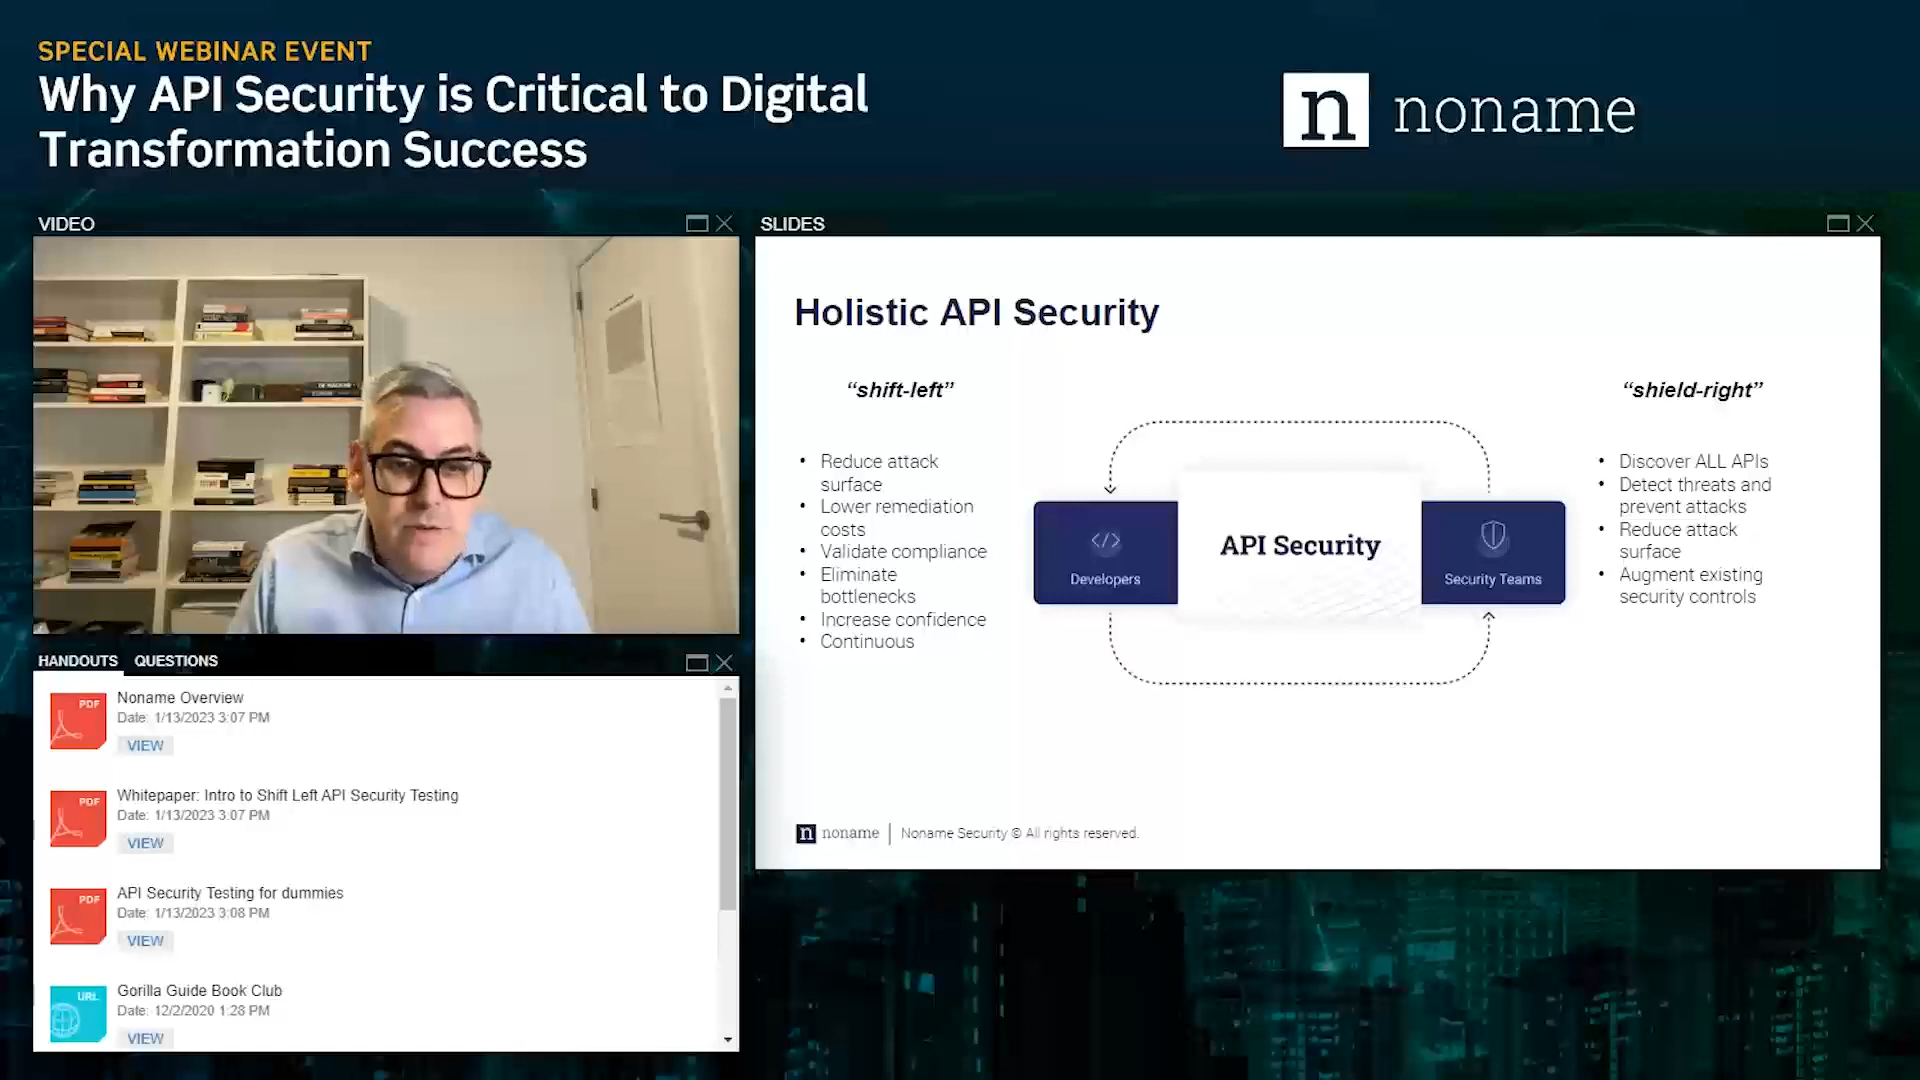 SPECIAL WEBINAR EVENT
Why API Security is Critical to Digital
Transformation Success
n noname
VIDEO
SLIDES
Holistic API Security
“shift-left”
• Reduce attack
surface
• Lower remediation
costs
• Validate compliance
• Eliminate
bottlenecks
• Increase confidence
• Continuous
</> Developers
API Security
Security Teams
“shield-right”
• Discover ALL APIs
• Detect threats and
prevent attacks
• Reduce attack
surface
• Augment existing
security controls
n noname | Noname Security © All rights reserved.
HANDOUTS QUESTIONS
PDF
Noname Overview
Date: 1/13/2023 3:07 PM
VIEW
PDF
Whitepaper: Intro to Shift Left API Security Testing
Date: 1/13/2023 3:07 PM
VIEW
PDF
API Security Testing for dummies
Date: 1/13/2023 3:08 PM
VIEW
URL
Gorilla Guide Book Club
Date: 12/2/2020 1:28 PM
VIEW